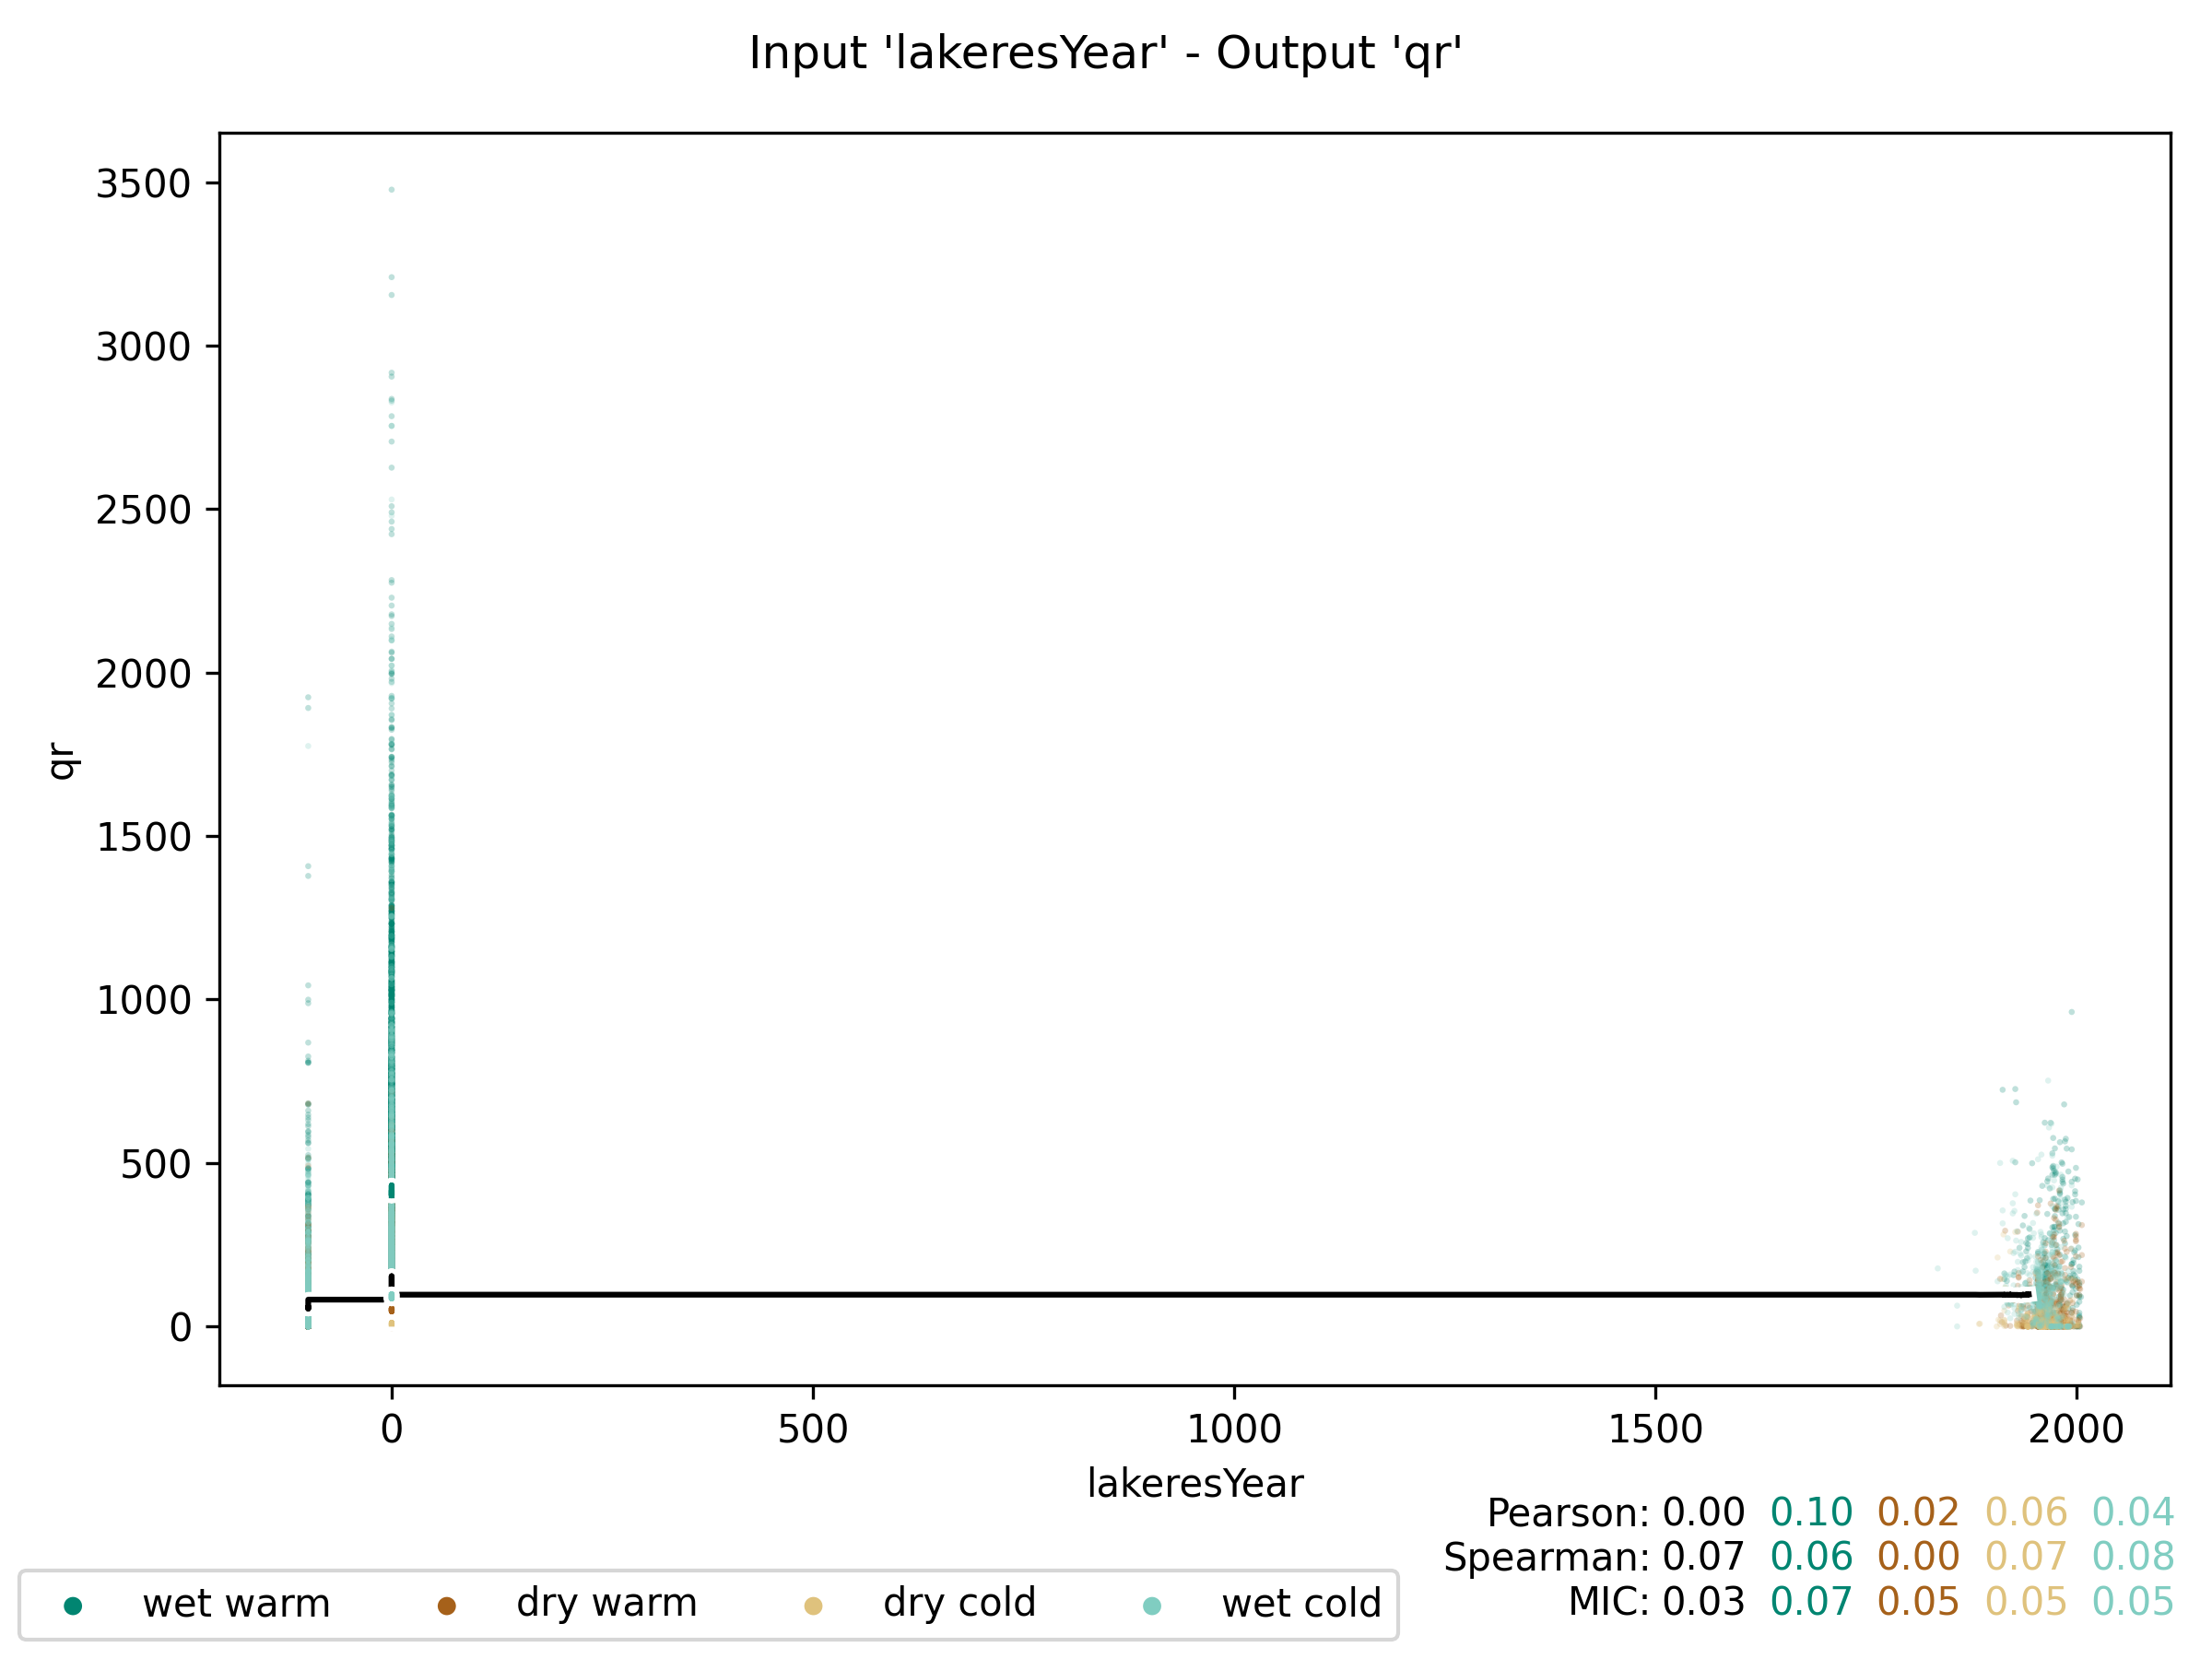 Input 'lakeresYear' - Output 'qr'
3500
3000
2500
2000
1500
1000
500
0
qr
0 500 1000 1500 2000
lakeresYear
Pearson: 0.00 0.10 0.02 0.06 0.04
Spearman: 0.07 0.06 0.00 0.07 0.08
MIC: 0.03 0.07 0.05 0.05 0.05
wet warm dry warm dry cold wet cold